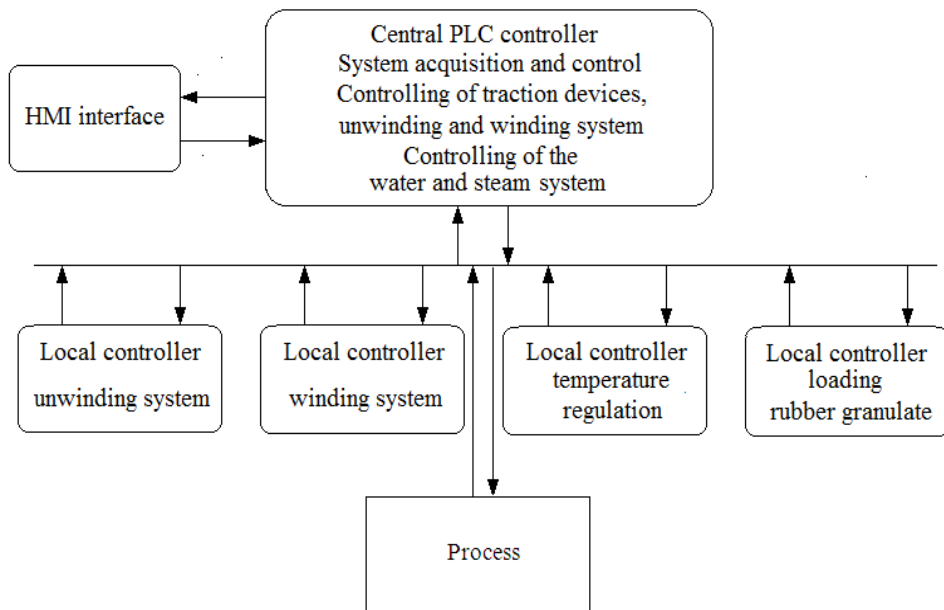 Central PLC controller
System acquisition and control
Controlling of traction devices,
unwinding and winding system
Controlling of the
water and steam system
HMI interface
Local controller
unwinding system
Local controller
winding system
Local controller
temperature
regulation
Local controller
loading
rubber granulate
Process